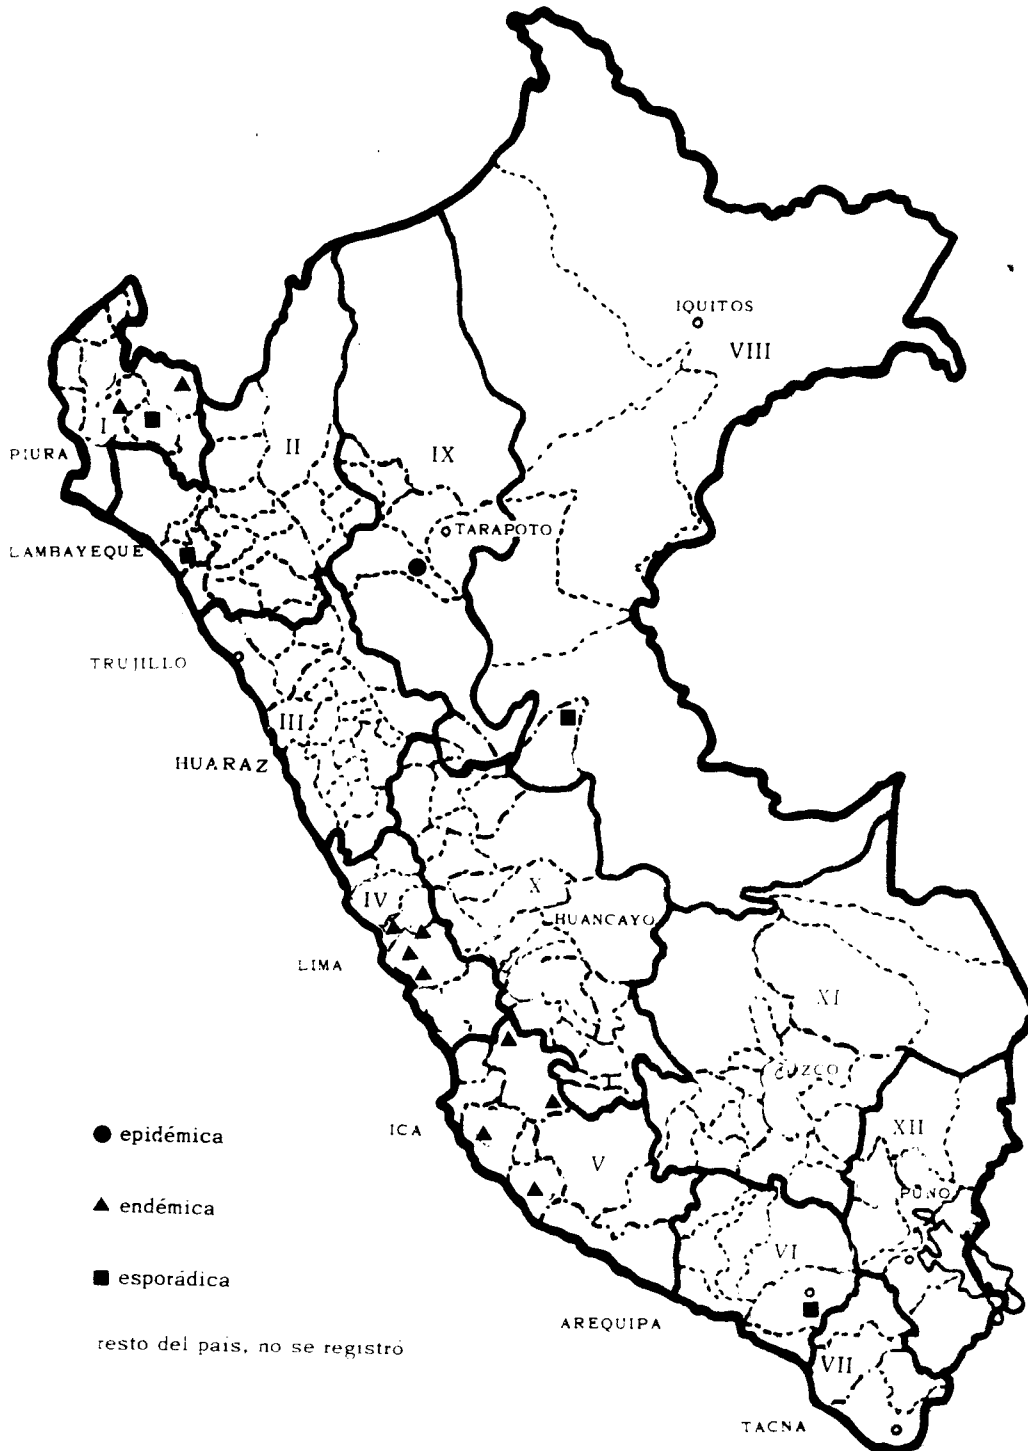 IQUITOS
VIII
I
II
IX
PIURA
TARAPOTO
LAMBAYEQUE
TRUJILLO
III
HUARAZ
IV
X
HUANCAYO
LIMA
XI
CUZCO
● epidémica
ICA
XII
V
PUNO
▲ endémica
VI
■ esporádica
AREQUIPA
resto del país, no se registró
VII
TACNA